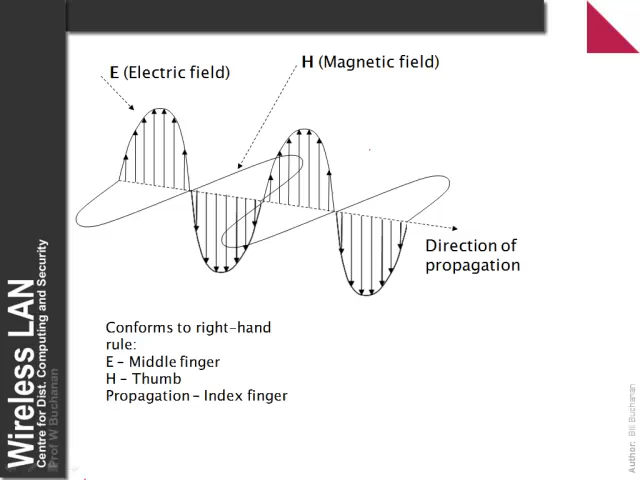 E (Electric field)
H (Magnetic field)
Direction of
propagation
Conforms to right-hand
rule:
E – Middle finger
H – Thumb
Propagation – Index finger
Wireless LAN
Centre for Dist. Computing and Security
Prof W Buchanan
Author: Bill Buchanan